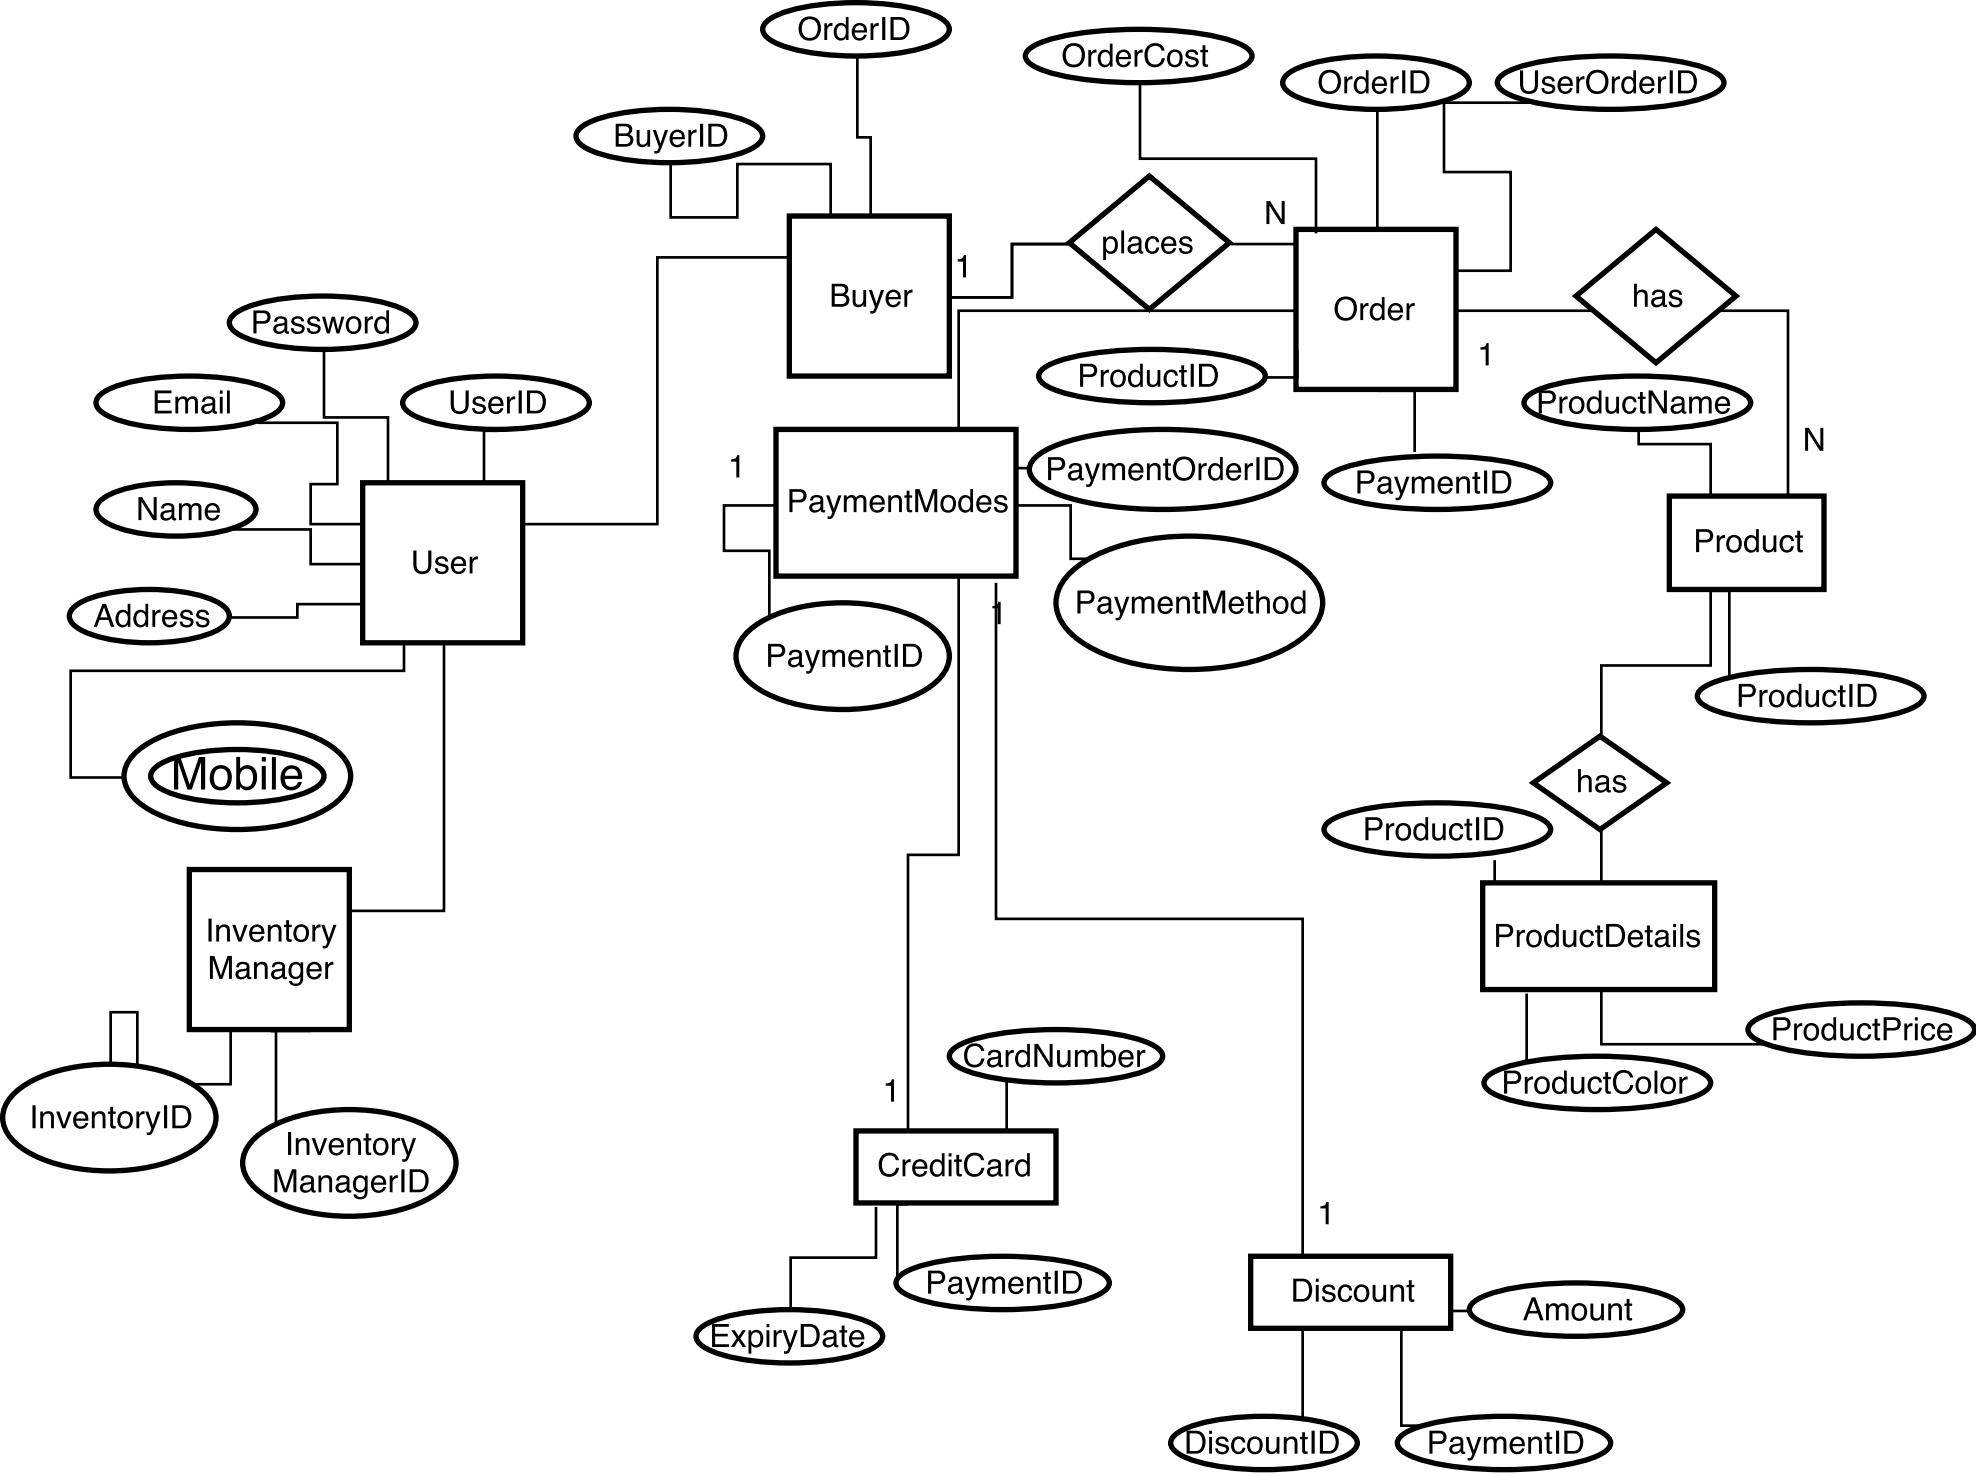 OrderID
OrderCost
OrderID
UserOrderID
BuyerID
N
places
has
1
Buyer
Order
Password
1
ProductID
Email
UserID
ProductName
N
1
PaymentOrderID
PaymentID
PaymentModes
Name
Product
User
PaymentMethod
1
Address
PaymentID
ProductID
Mobile
has
ProductID
Inventory
Manager
ProductDetails
ProductPrice
CardNumber
ProductColor
1
InventoryID
Inventory
ManagerID
CreditCard
1
PaymentID
Discount
Amount
ExpiryDate
DiscountID
PaymentID